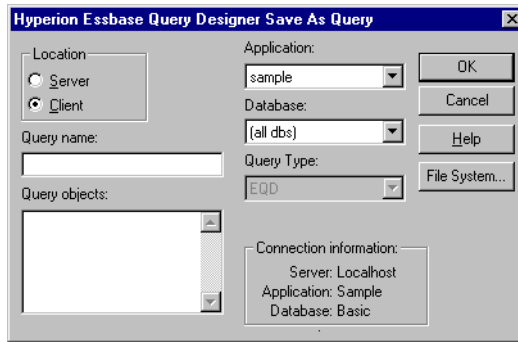 Hyperion Essbase Query Designer Save As Query
Location
Server
Client
Query name:
Query objects:
Application:
sample
Database:
(all dbs)
Query Type:
EQD
Connection information:
Server: Localhost
Application: Sample
Database: Basic
OK
Cancel
Help
File System...